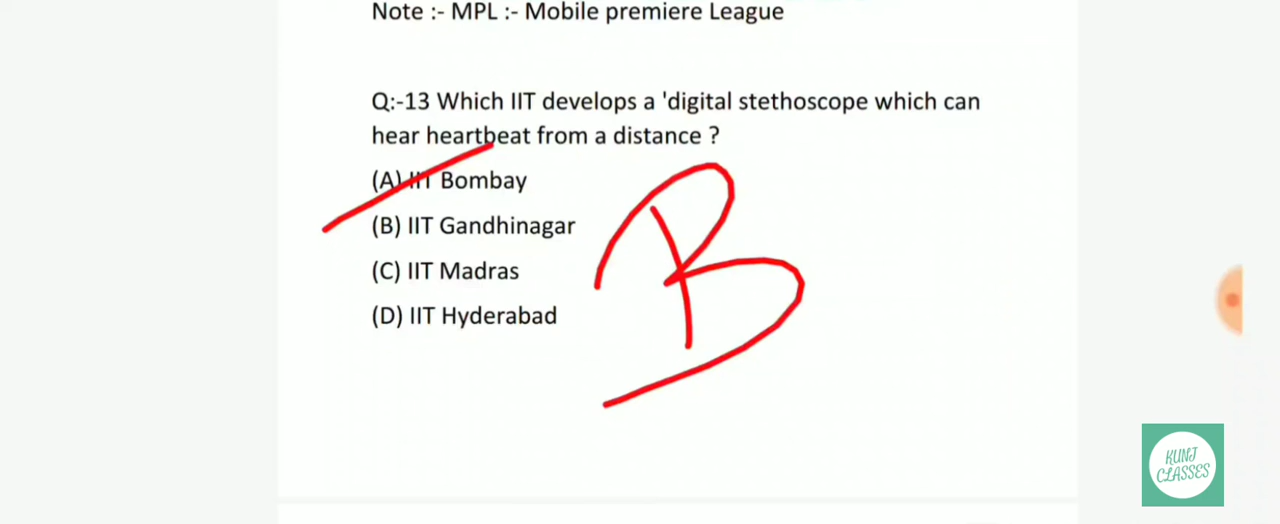 Note :- MPL :- Mobile premiere League
Q:-13 Which IIT develops a 'digital stethoscope which can
hear heartbeat from a distance ?
(A) IIT Bombay
(B) IIT Gandhinagar
(C) IIT Madras
(D) IIT Hyderabad
B
KUNJ
CLASSES